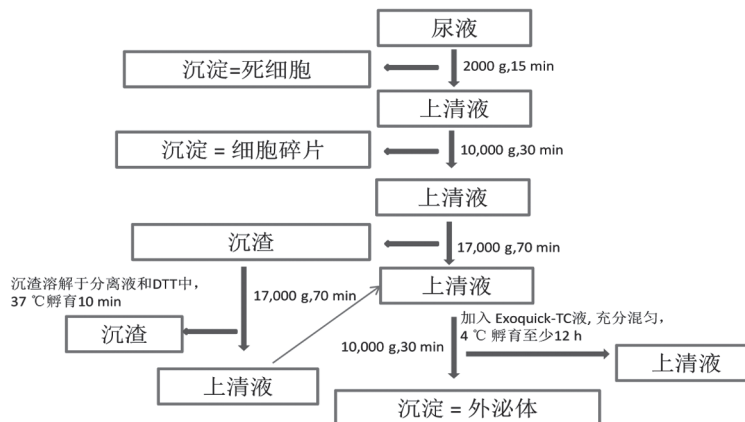 尿液
2000 g,15 min
沉淀=死细胞
上清液
10,000 g,30 min
沉淀 = 细胞碎片
上清液
沉渣
17,000 g,70 min
上清液
沉渣溶解于分离液和DTT中，
37 ℃孵育10 min
17,000 g,70 min
沉渣
上清液
加入 Exoquick-TC液, 充分混匀，
4 ℃ 孵育至少12 h
10,000 g,30 min
上清液
沉淀 = 外泌体